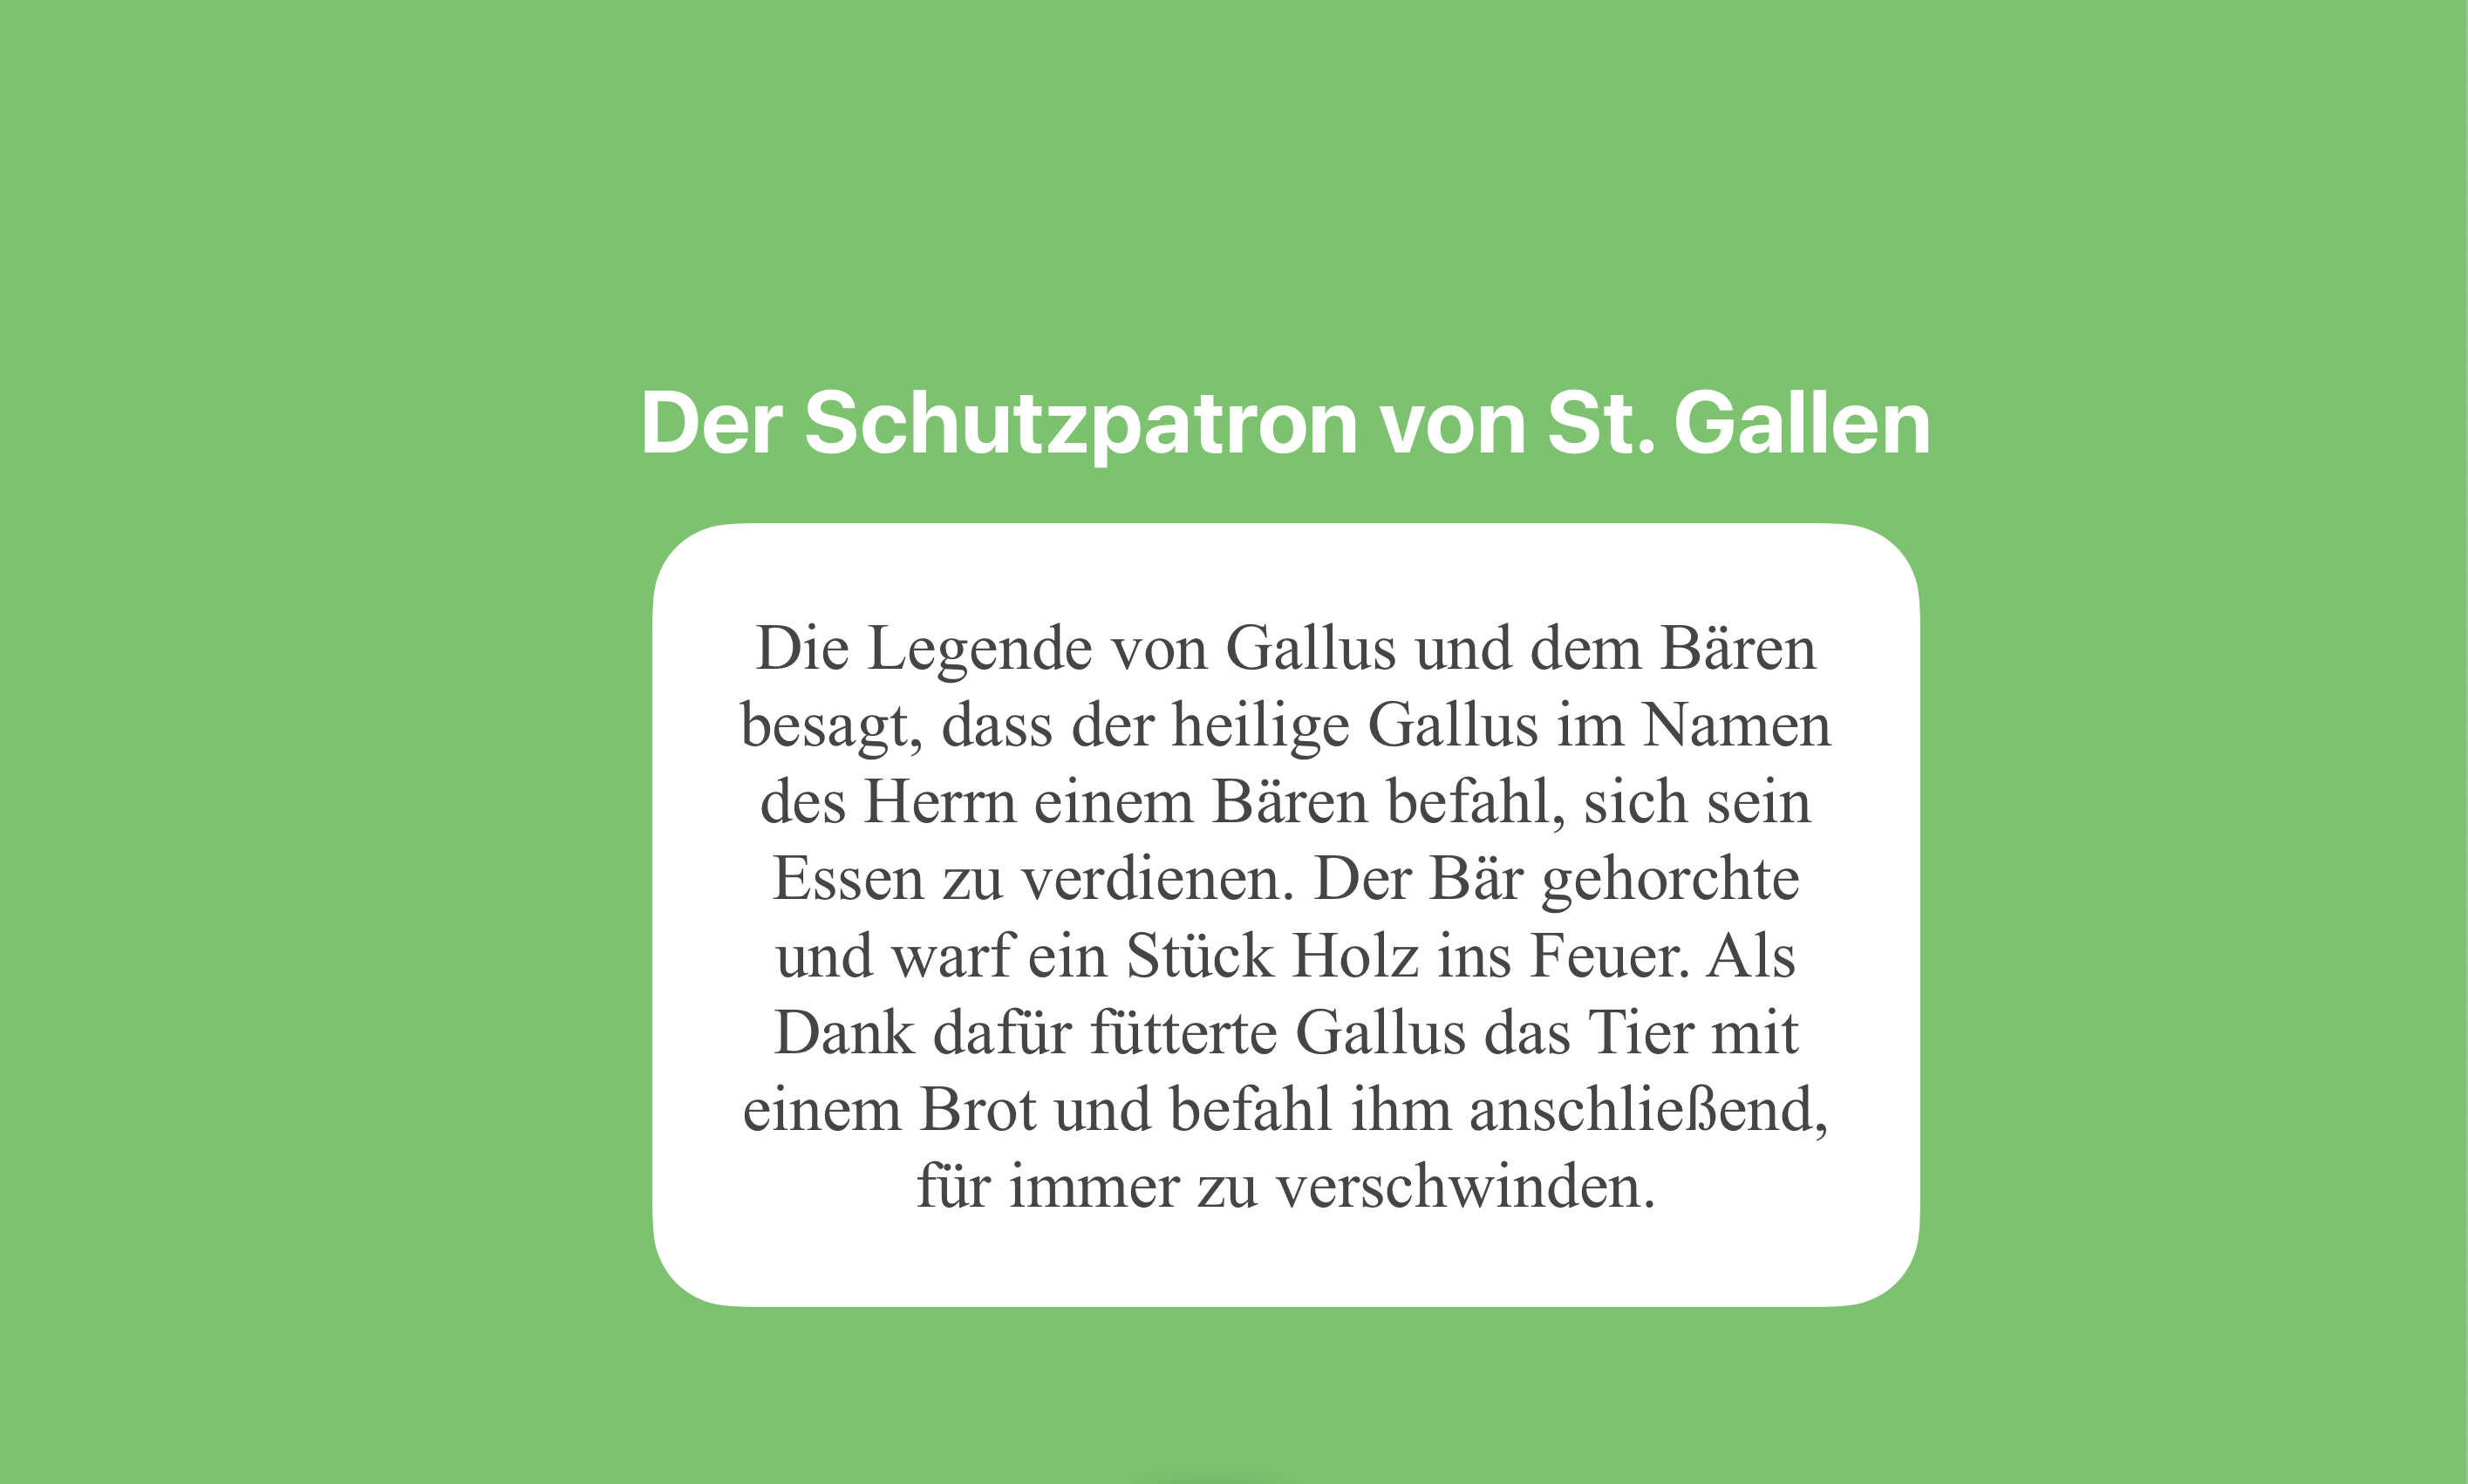 Der Schutzpatron von St. Gallen
Die Legende von Gallus und dem Bären
besagt, dass der heilige Gallus im Namen
des Herrn einem Bären befahl, sich sein
Essen zu verdienen. Der Bär gehorchte
und warf ein Stück Holz ins Feuer. Als
Dank dafür fütterte Gallus das Tier mit
einem Brot und befahl ihm anschließend,
für immer zu verschwinden.